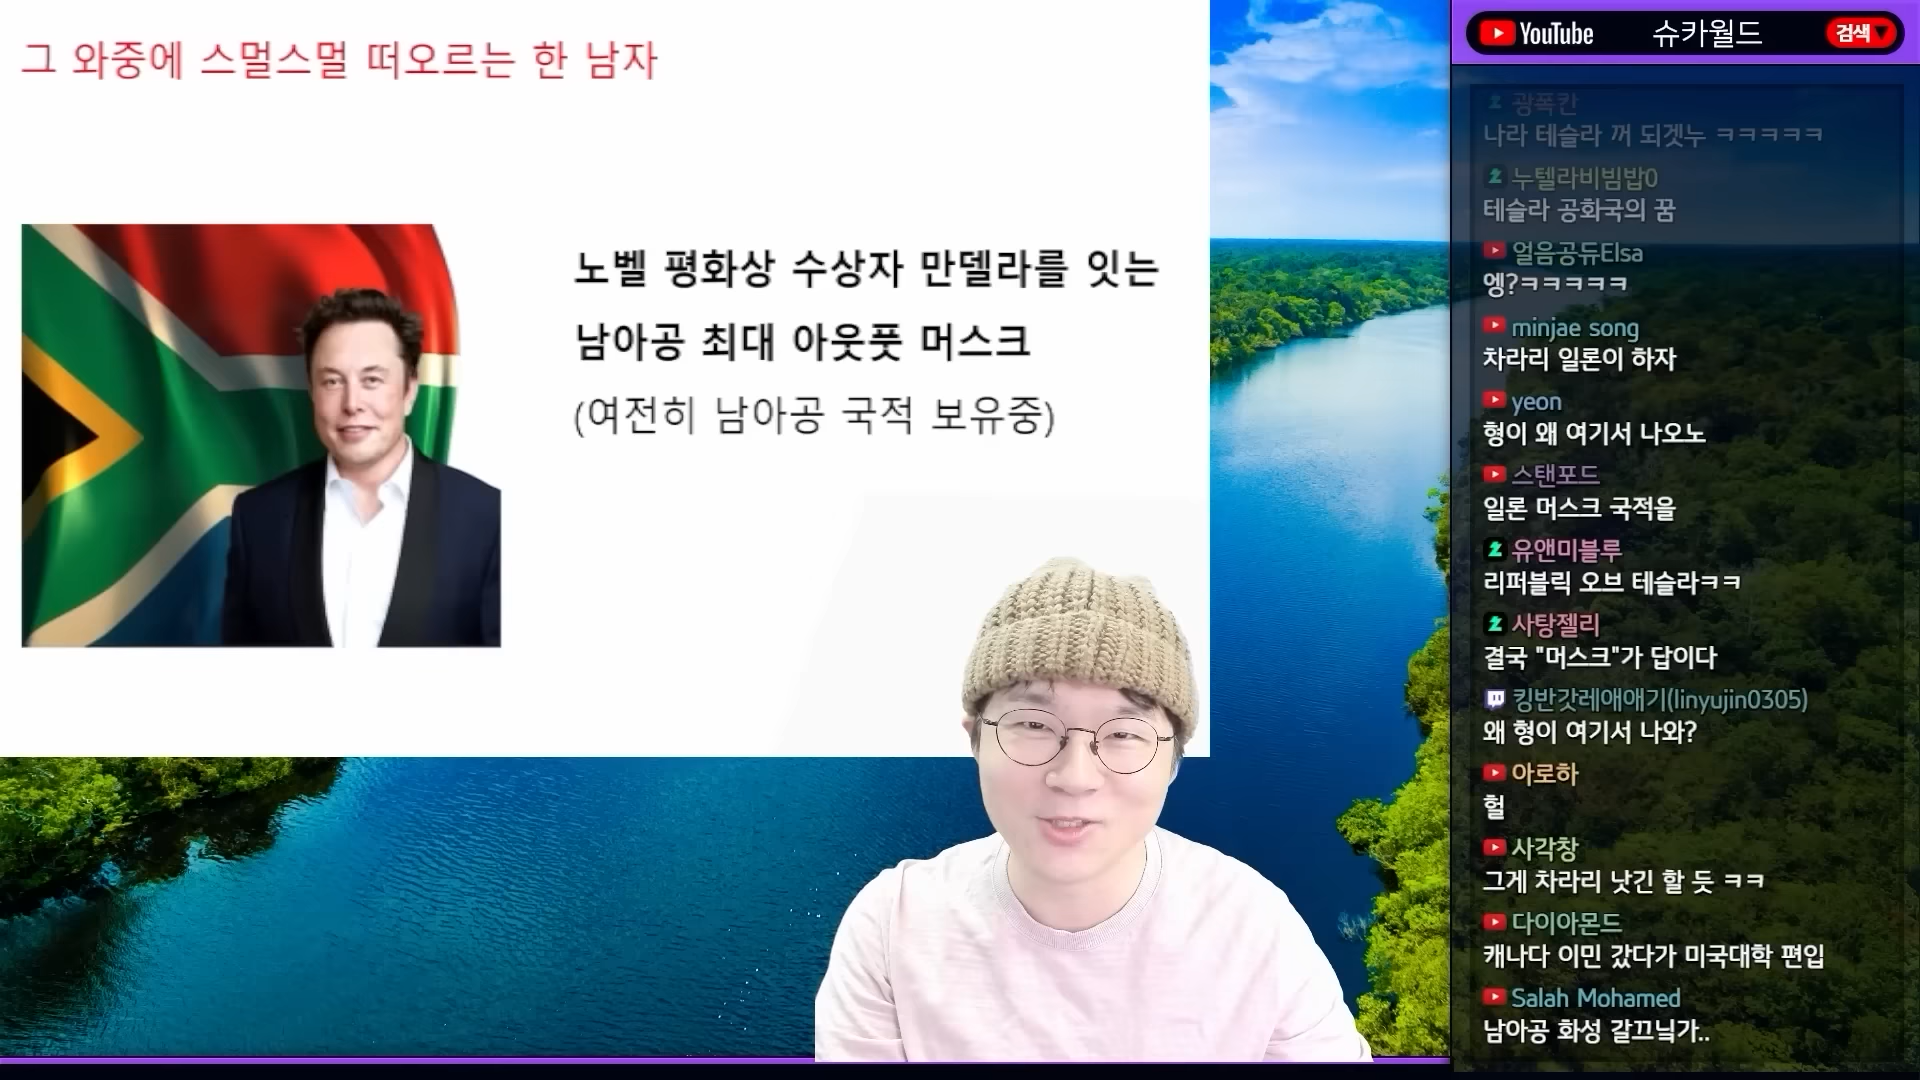 그 와중에 스멀스멀 떠오르는 한 남자
노벨 평화상 수상자 만델라를 잇는
남아공 최대 아웃풋 머스크
(여전히 남아공 국적 보유중)
YouTube 슈카월드 검색
광폭칸
나라 테슬라 꺼 되겟누 ㅋㅋㅋㅋㅋ
누텔라비빔밥0
테슬라 공화국의 꿈
얼음공듀Elsa
엥?ㅋㅋㅋㅋㅋ
minjae song
차라리 일론이 하자
yeon
형이 왜 여기서 나오노
스탠포드
일론 머스크 국적을
유앤미블루
리퍼블릭 오브 테슬라ㅋㅋ
사탕젤리
결국 "머스크"가 답이다
킹반갓레애애기(linyujin0305)
왜 형이 여기서 나와?
아로하
헐
사각창
그게 차라리 낫긴 할 듯 ㅋㅋ
다이아몬드
캐나다 이민 갔다가 미국대학 편입
Salah Mohamed
남아공 화성 갈끄닠가..